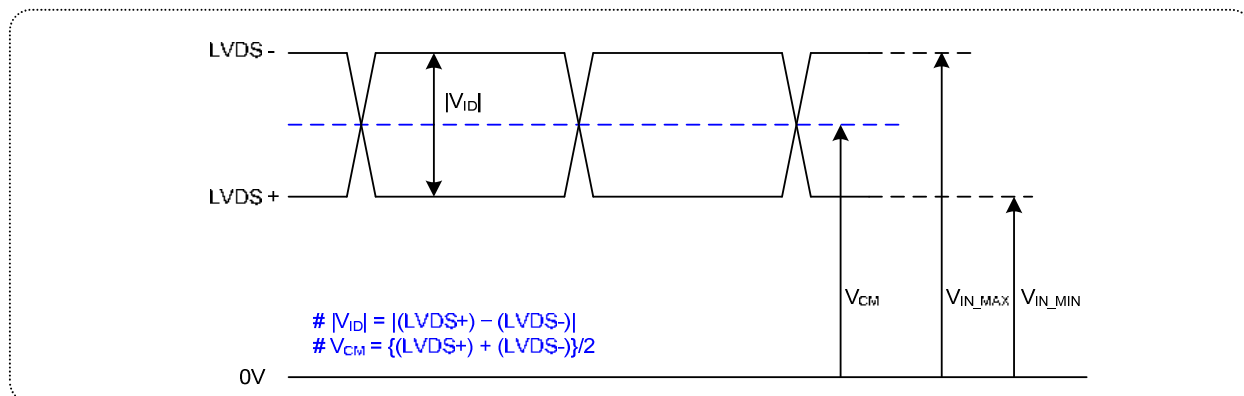 LVDS -
|VID|
LVDS +
VCM
VIN_MAX
VIN_MIN
# |VID| = |(LVDS+) – (LVDS-)|
# VCM = {(LVDS+) + (LVDS-)}/2
0V